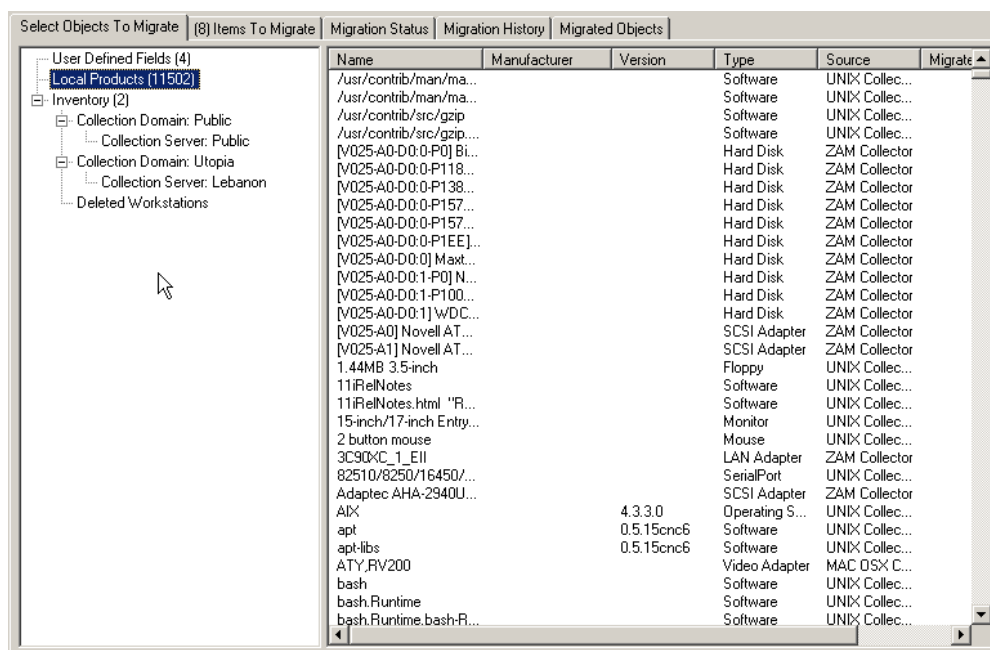 Select Objects To Migrate (8) Items To Migrate Migration Status Migration History Migrated Objects
User Defined Fields (4)
Local Products (11502)
Inventory (2)
Collection Domain: Public
Collection Server: Public
Collection Domain: Utopia
Collection Server: Lebanon
Deleted Workstations
Name Manufacturer Version Type Source Migrate
/usr/contrib/man/ma... Software UNIX Collec...
/usr/contrib/man/ma... Software UNIX Collec...
/usr/contrib/src/gzip Software UNIX Collec...
/usr/contrib/src/gzip.... Software UNIX Collec...
[V025-A0-D0:0-P0] Bi... Hard Disk ZAM Collector
[V025-A0-D0:0-P118... Hard Disk ZAM Collector
[V025-A0-D0:0-P138... Hard Disk ZAM Collector
[V025-A0-D0:0-P157... Hard Disk ZAM Collector
[V025-A0-D0:0-P157... Hard Disk ZAM Collector
[V025-A0-D0:0-P1EE]... Hard Disk ZAM Collector
[V025-A0-D0:0] Maxt... Hard Disk ZAM Collector
[V025-A0-D0:1-P0] N... Hard Disk ZAM Collector
[V025-A0-D0:1-P100... Hard Disk ZAM Collector
[V025-A0-D0:1] WDC... Hard Disk ZAM Collector
[V025-A0] Novell AT... SCSI Adapter ZAM Collector
[V025-A1] Novell AT... SCSI Adapter ZAM Collector
1.44MB 3.5-inch Floppy UNIX Collec...
11iRelNotes Software UNIX Collec...
11iRelNotes.html "R... Software UNIX Collec...
15-inch/17-inch Entry... Monitor UNIX Collec...
2 button mouse Mouse UNIX Collec...
3C90XC_1_EII LAN Adapter ZAM Collector
82510/8250/16450/... SerialPort UNIX Collec...
Adaptec AHA-2940U... SCSI Adapter ZAM Collector
AIX 4.3.3.0 Operating S... UNIX Collec...
apt 0.5.15cnc6 Software UNIX Collec...
apt-libs 0.5.15cnc6 Software UNIX Collec...
ATY,RV200 Video Adapter MAC OSX C...
bash Software UNIX Collec...
bash.Runtime Software UNIX Collec...
bash.Runtime.bash-R... Software UNIX Collec...